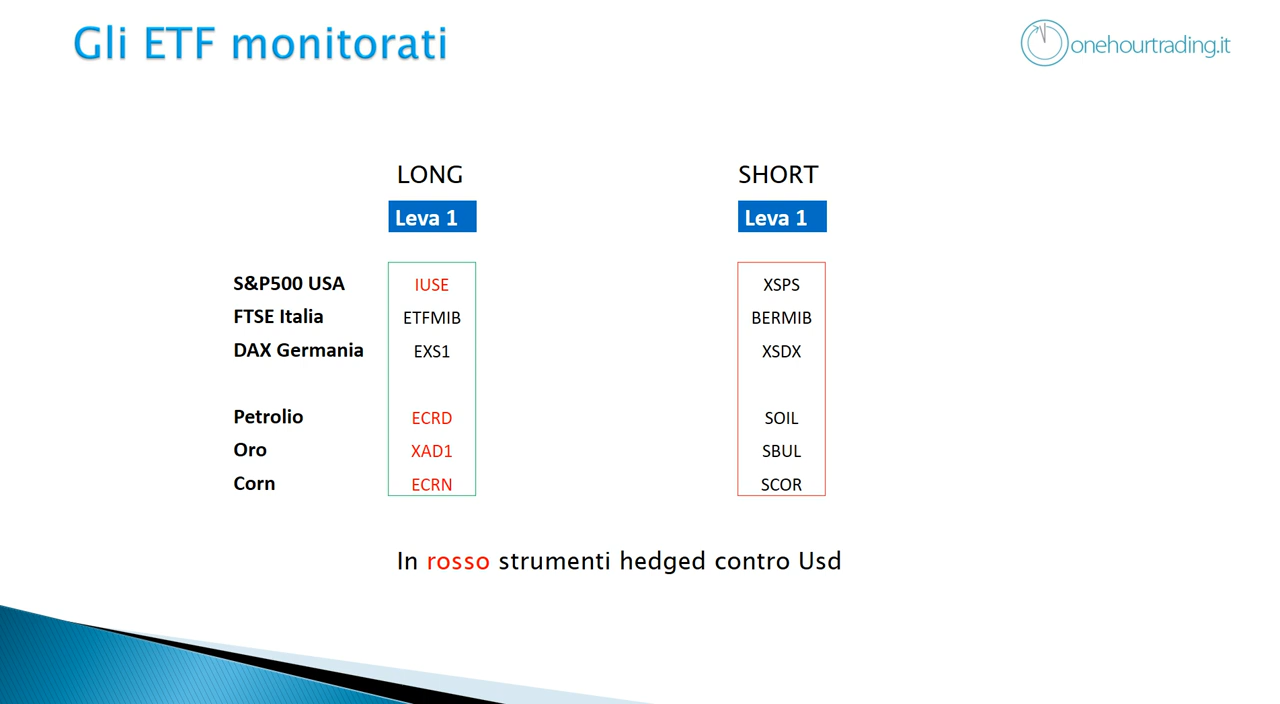 Gli ETF monitorati
onehourtrading.it
LONG SHORT
Leva 1 Leva 1
S&P500 USA IUSE XSPS
FTSE Italia ETFMIB BERMIB
DAX Germania EXS1 XSDX
Petrolio ECRD SOIL
Oro XAD1 SBUL
Corn ECRN SCOR
In rosso strumenti hedged contro Usd